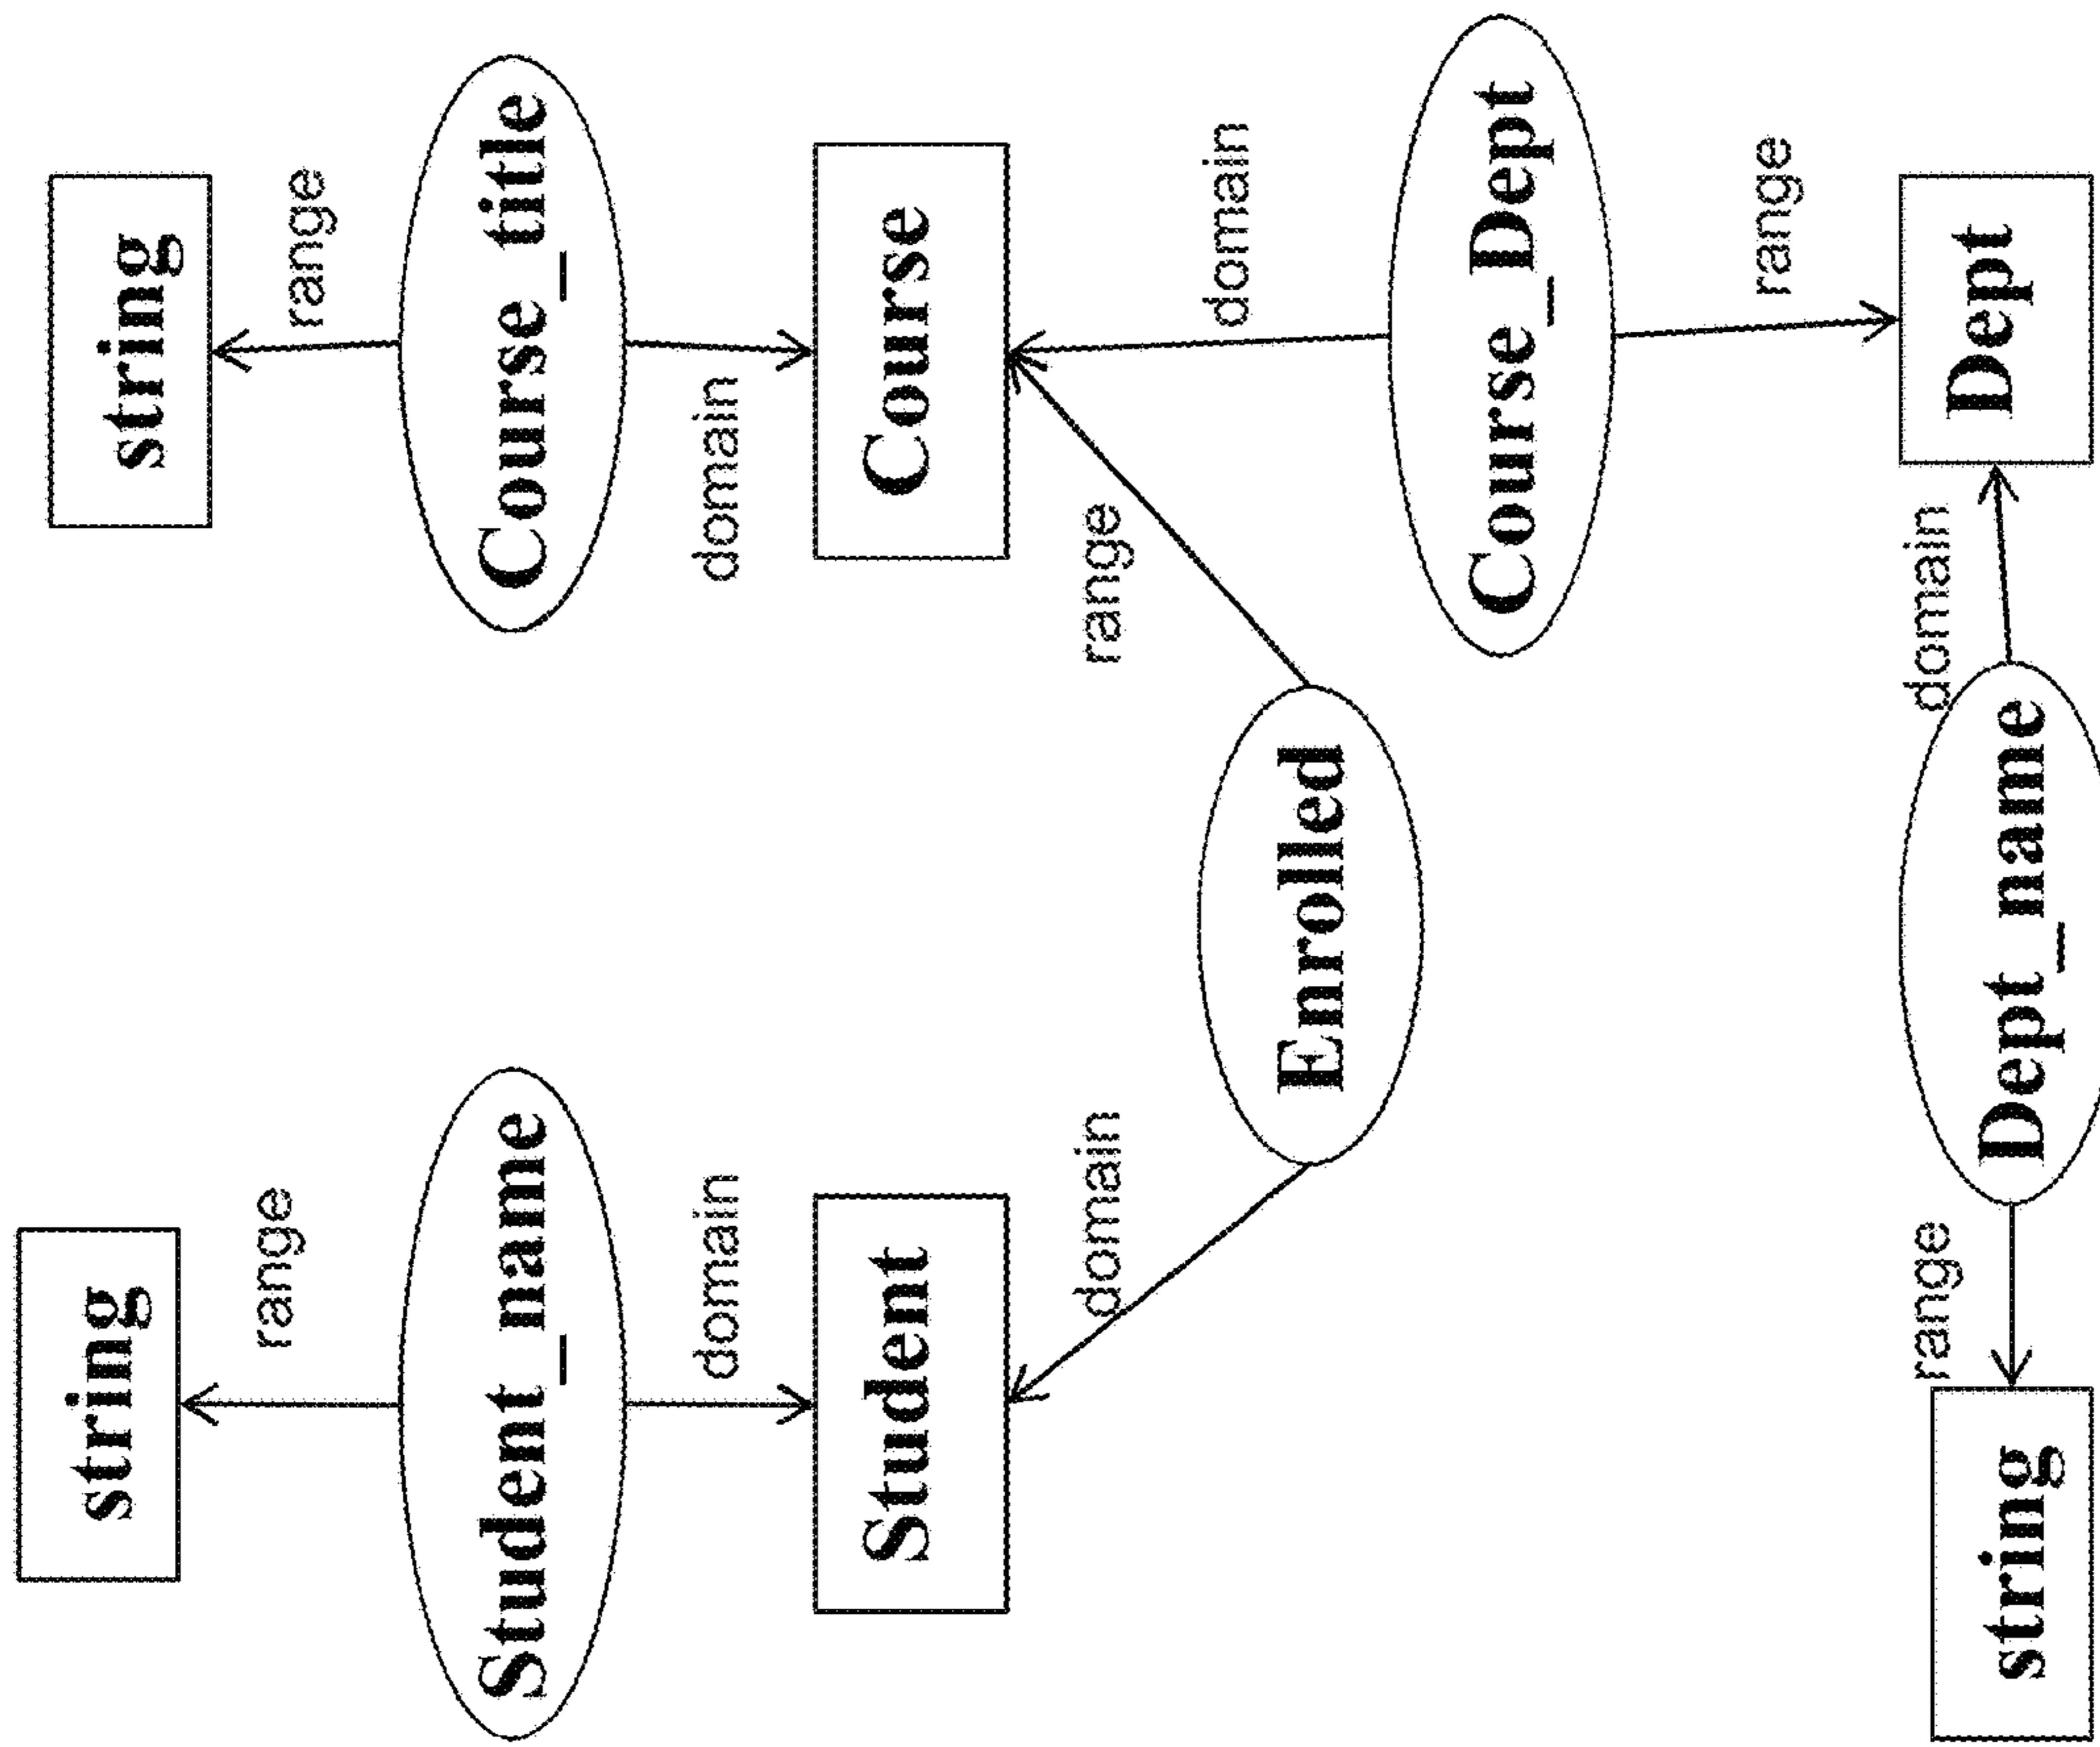 string
string
range
range
Student_name
Course_title
domain
domain
Student
Course
domain
range
domain
Enrolled
Course_Dept
range
range
domain
string
Dept_name
Dept